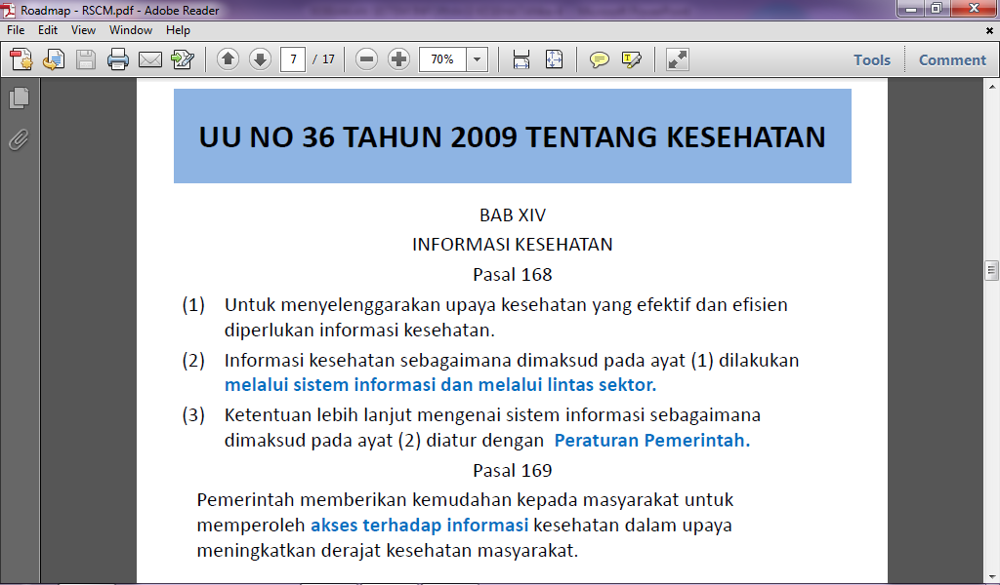 Roadmap - RSCM.pdf - Adobe Reader
File Edit View Window Help
7 / 17 70% Tools Comment
UU NO 36 TAHUN 2009 TENTANG KESEHATAN
BAB XIV
INFORMASI KESEHATAN
Pasal 168
(1) Untuk menyelenggarakan upaya kesehatan yang efektif dan efisien
diperlukan informasi kesehatan.
(2) Informasi kesehatan sebagaimana dimaksud pada ayat (1) dilakukan
melalui sistem informasi dan melalui lintas sektor.
(3) Ketentuan lebih lanjut mengenai sistem informasi sebagaimana
dimaksud pada ayat (2) diatur dengan Peraturan Pemerintah.
Pasal 169
Pemerintah memberikan kemudahan kepada masyarakat untuk
memperoleh akses terhadap informasi kesehatan dalam upaya
meningkatkan derajat kesehatan masyarakat.